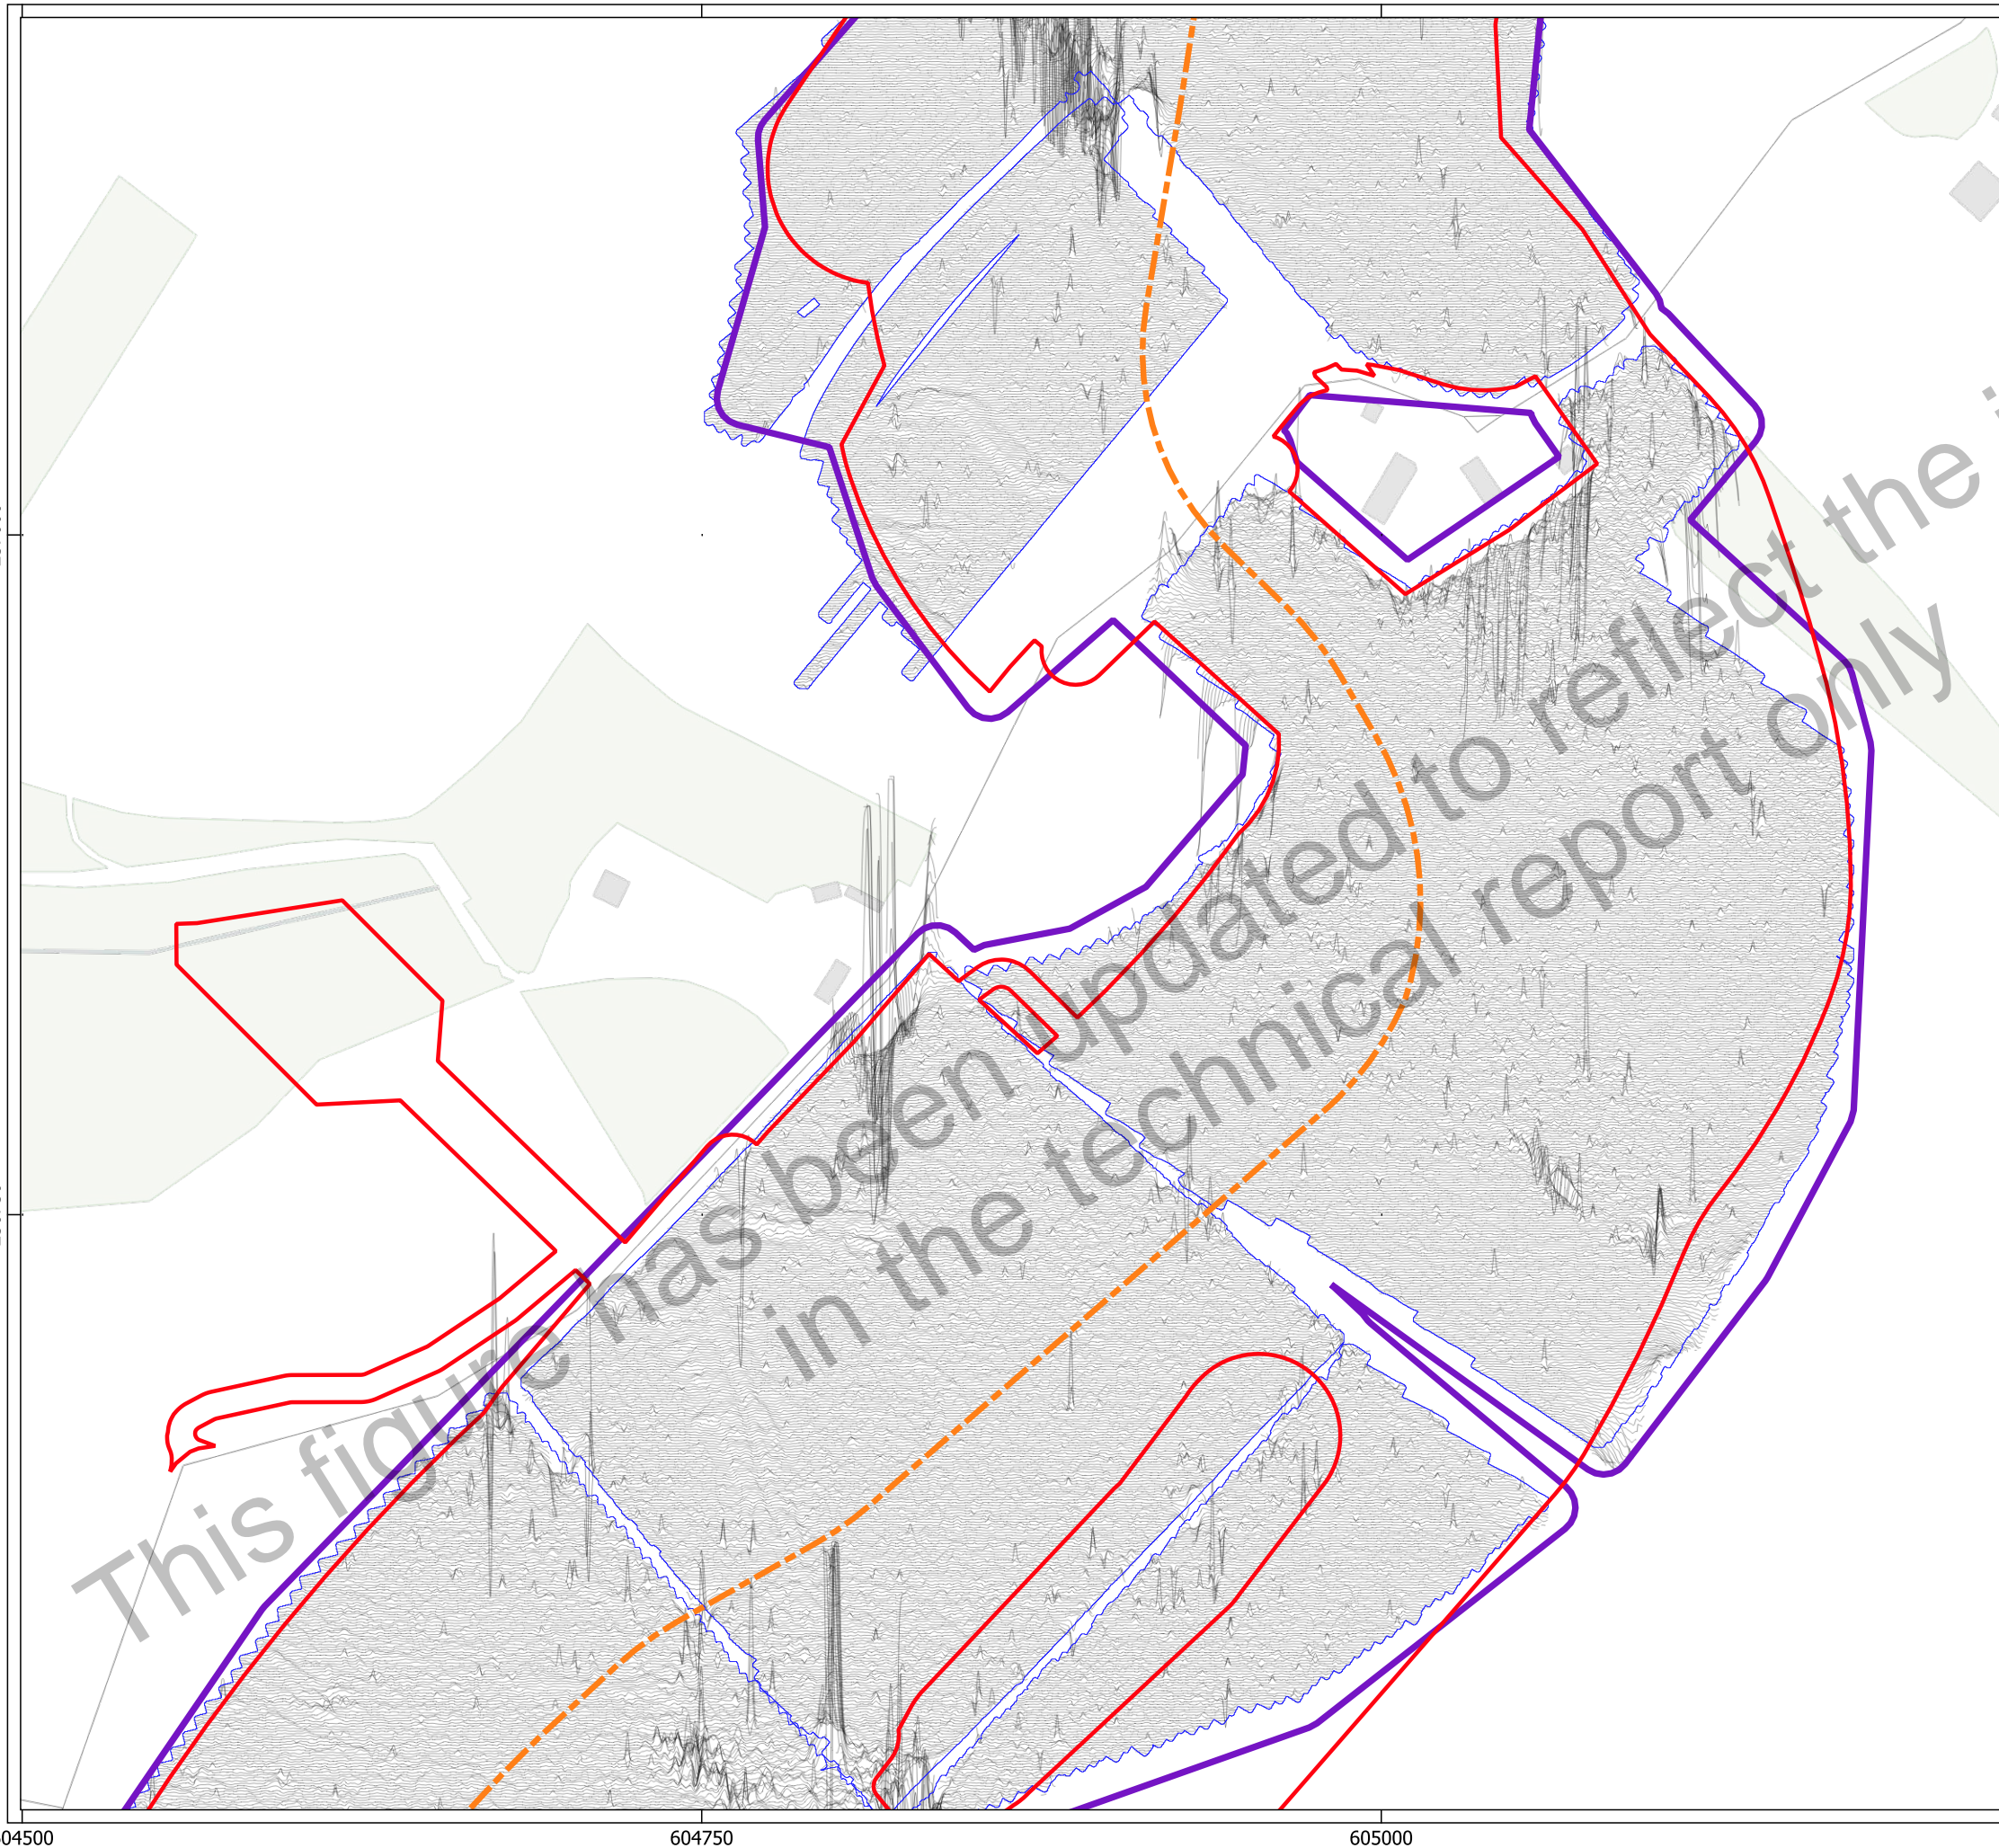 This figure has been updated to reflect the
in the technical report only
604500
604750
605000